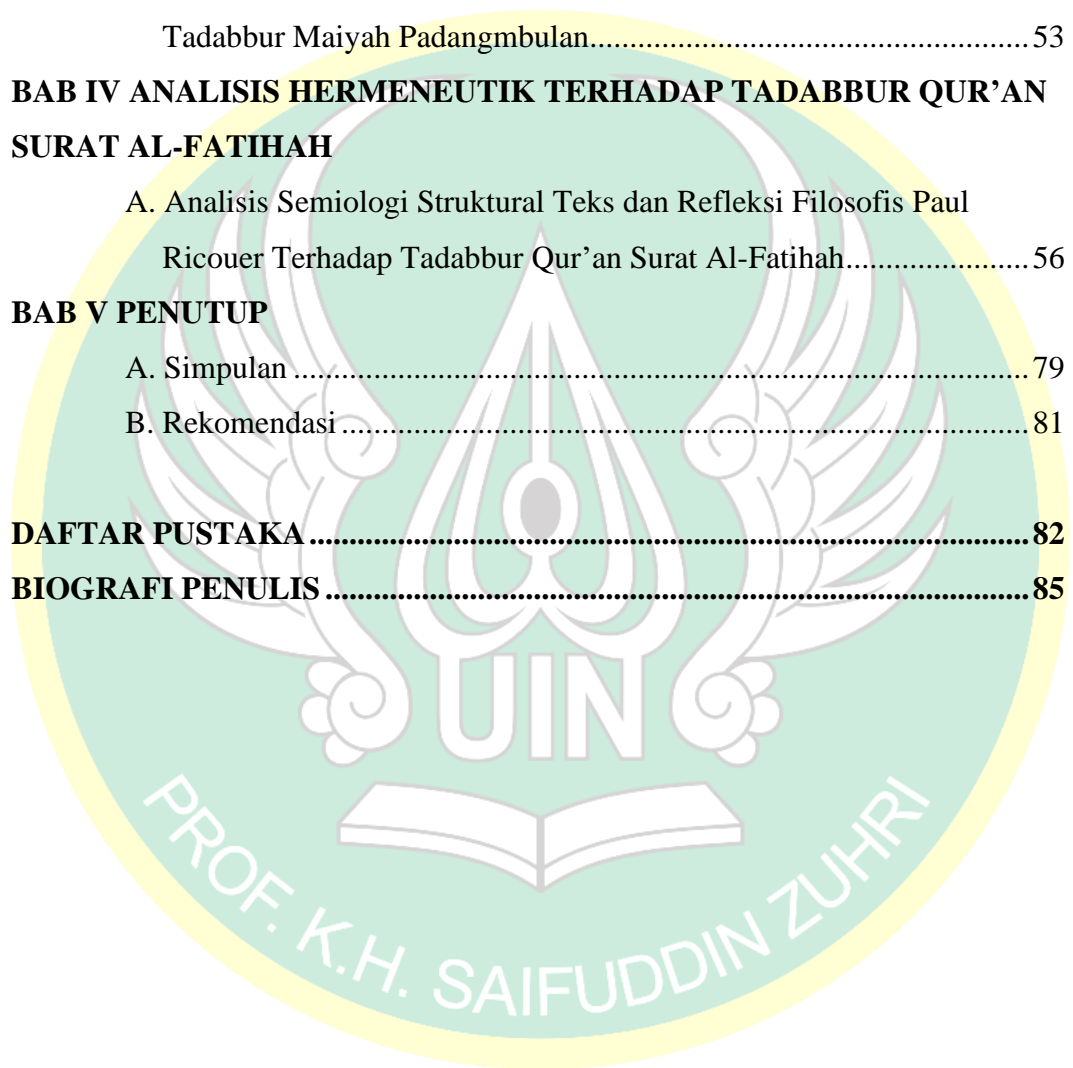 Tadabbur Maiyah Padangmbulan.................................................... 53
BAB IV ANALISIS HERMENEUTIK TERHADAP TADABBUR QUR’AN
SURAT AL-FATIHAH
A. Analisis Semiologi Struktural Teks dan Refleksi Filosofis Paul
Ricouer Terhadap Tadabbur Qur’an Surat Al-Fatihah..................... 56
BAB V PENUTUP
A. Simpulan ........................................................................................... 79
B. Rekomendasi ..................................................................................... 81
DAFTAR PUSTAKA ................................................................................... 82
BIOGRAFI PENULIS ................................................................................. 85
UIN
PROF. K.H. SAIFUDDIN ZUHRI